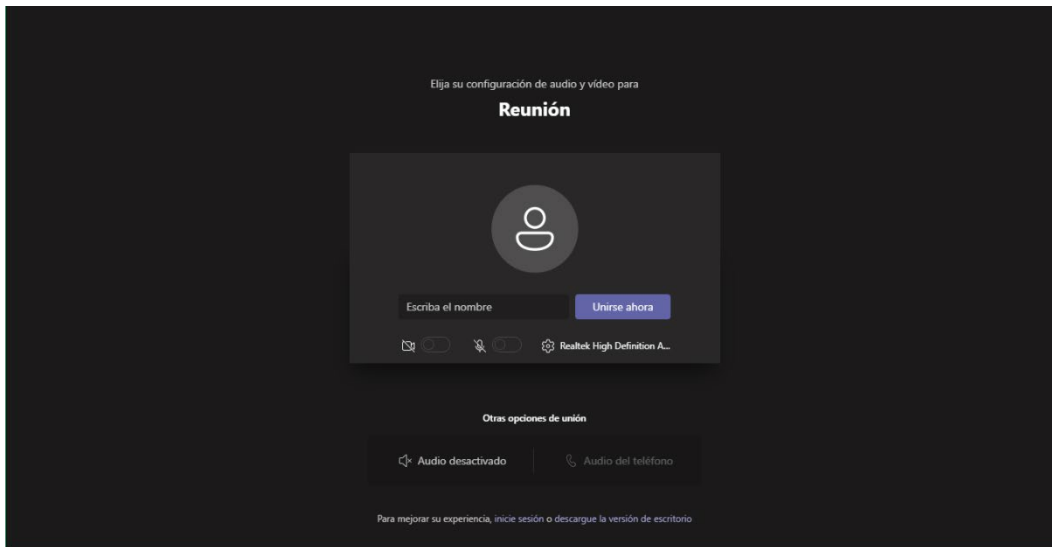 Elija su configuración de audio y vídeo para
Reunión
Escriba el nombre
Unirse ahora
Realtek High Definition A...
Otras opciones de unión
Audio desactivado
Audio del teléfono
Para mejorar su experiencia, inicie sesión o descargue la versión de escritorio